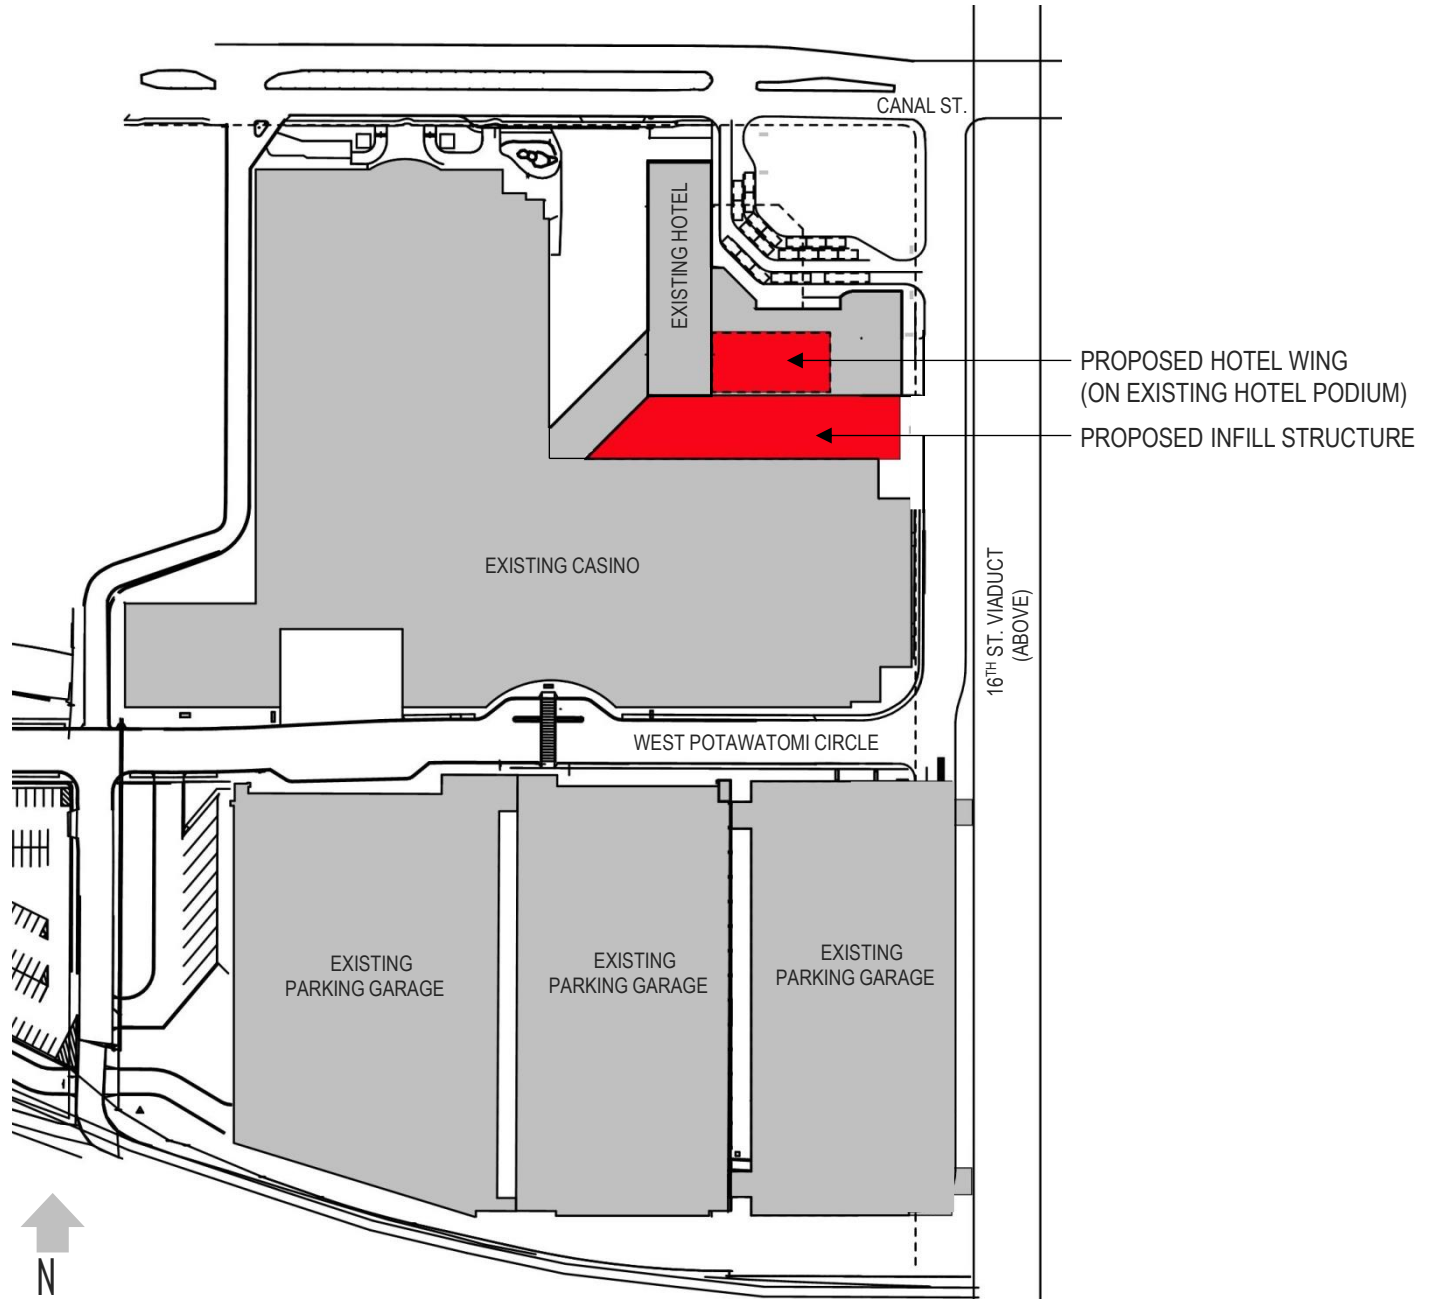 CANAL ST.
EXISTING HOTEL
PROPOSED HOTEL WING
(ON EXISTING HOTEL PODIUM)
PROPOSED INFILL STRUCTURE
EXISTING CASINO
16TH ST. VIADUCT
(ABOVE)
WEST POTAWATOMI CIRCLE
EXISTING
PARKING GARAGE
EXISTING
PARKING GARAGE
EXISTING
PARKING GARAGE
N